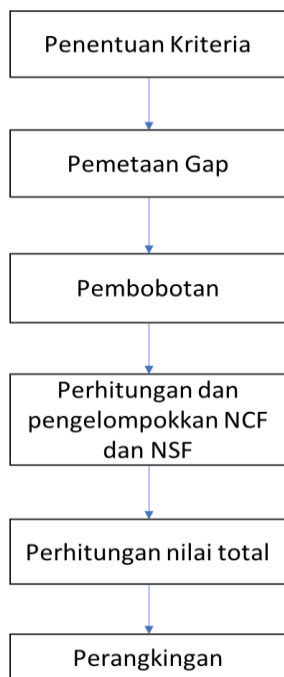 Penentuan Kriteria
Pemetaan Gap
Pembobotan
Perhitungan dan
pengelompokkan NCF
dan NSF
Perhitungan nilai total
Perangkingan